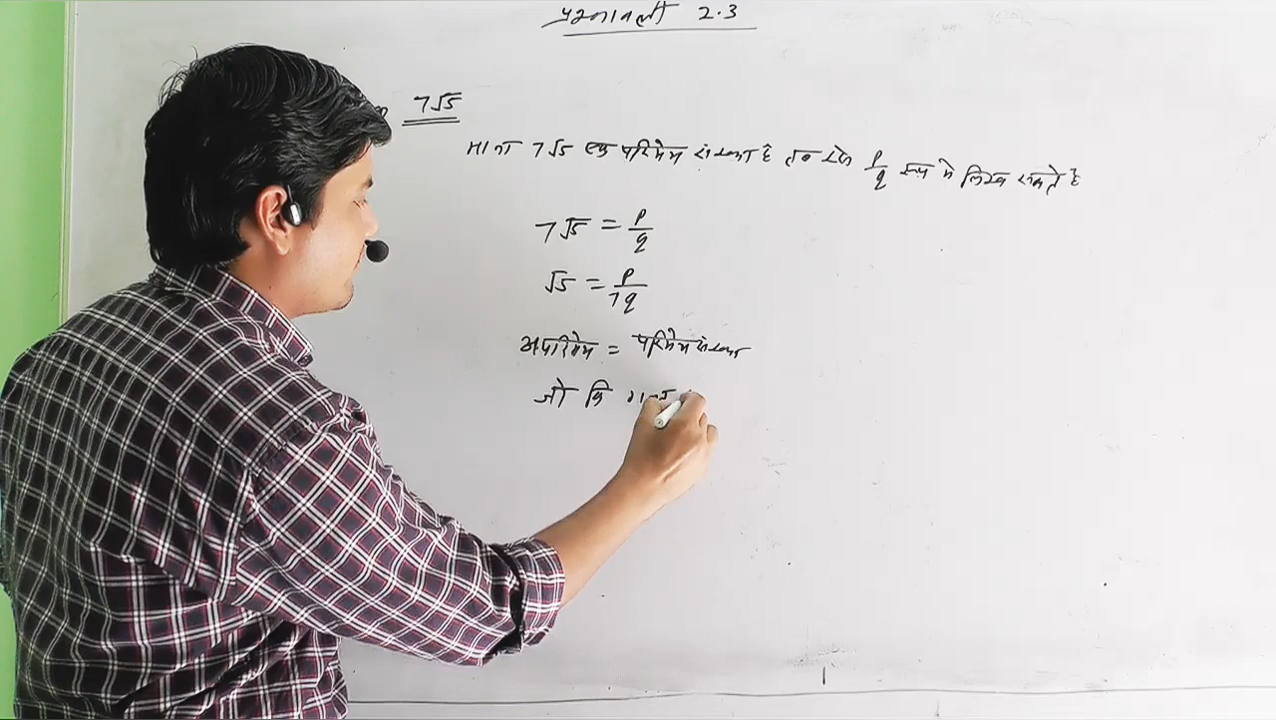 प्रश्नावली 2.3
7√5
माना 7√5 एक परिमेय संख्या है तब इसे p/q रूप में लिख सकते है
7√5 = p/q
√5 = p/7q
अपरिमेय = परिमेय संख्या
जो कि